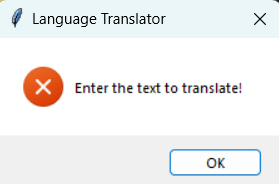 Language Translator
Enter the text to translate!
OK